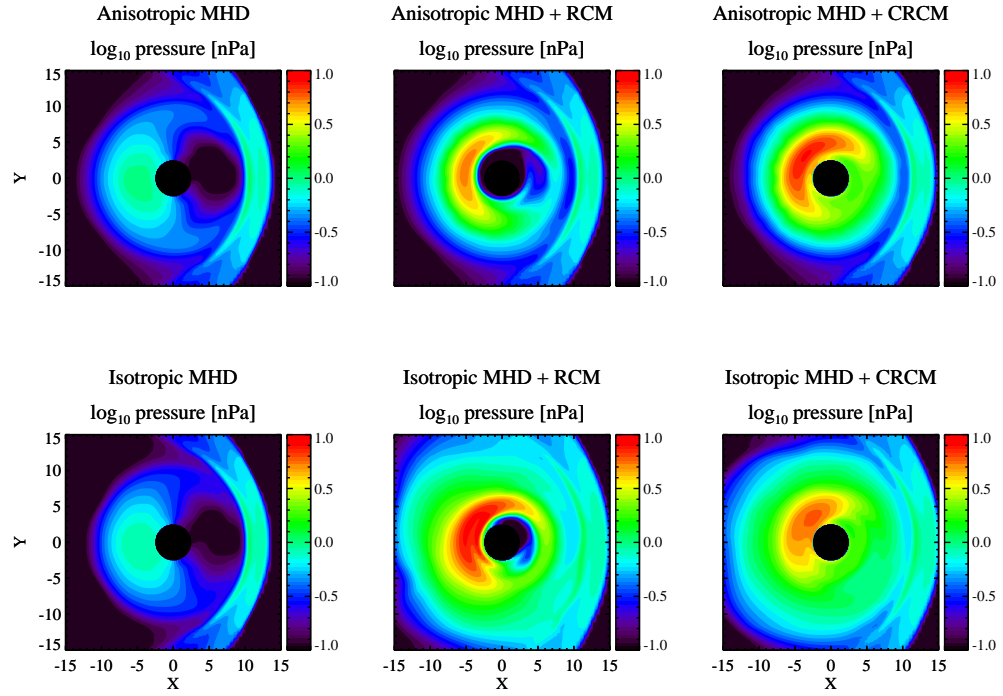 Anisotropic MHD Anisotropic MHD + RCM Anisotropic MHD + CRCM
log10 pressure [nPa] log10 pressure [nPa] log10 pressure [nPa]
15 1.0 1.0 1.0
10
5 0.5 0.5 0.5
Y 0 0.0 0.0 0.0
-5 -0.5 -0.5 -0.5
-10
-15 -1.0 -1.0 -1.0
Isotropic MHD Isotropic MHD + RCM Isotropic MHD + CRCM
log10 pressure [nPa] log10 pressure [nPa] log10 pressure [nPa]
15 1.0 1.0 1.0
10
5 0.5 0.5 0.5
Y 0 0.0 0.0 0.0
-5 -0.5 -0.5 -0.5
-10
-15 -1.0 -1.0 -1.0
-15 -10 -5 0 5 10 15 -15 -10 -5 0 5 10 15 -15 -10 -5 0 5 10 15
X X X